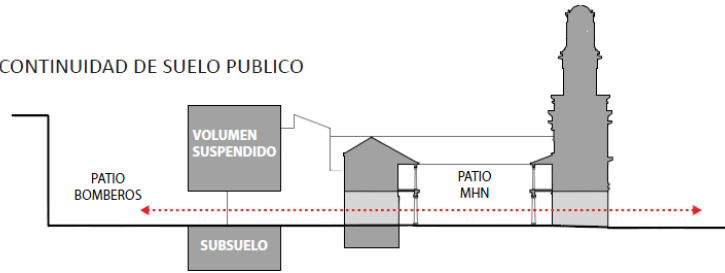 CONTINUIDAD DE SUELO PUBLICO
VOLUMEN
SUSPENDIDO
PATIO
BOMBEROS
PATIO
MHN
SUBSUELO